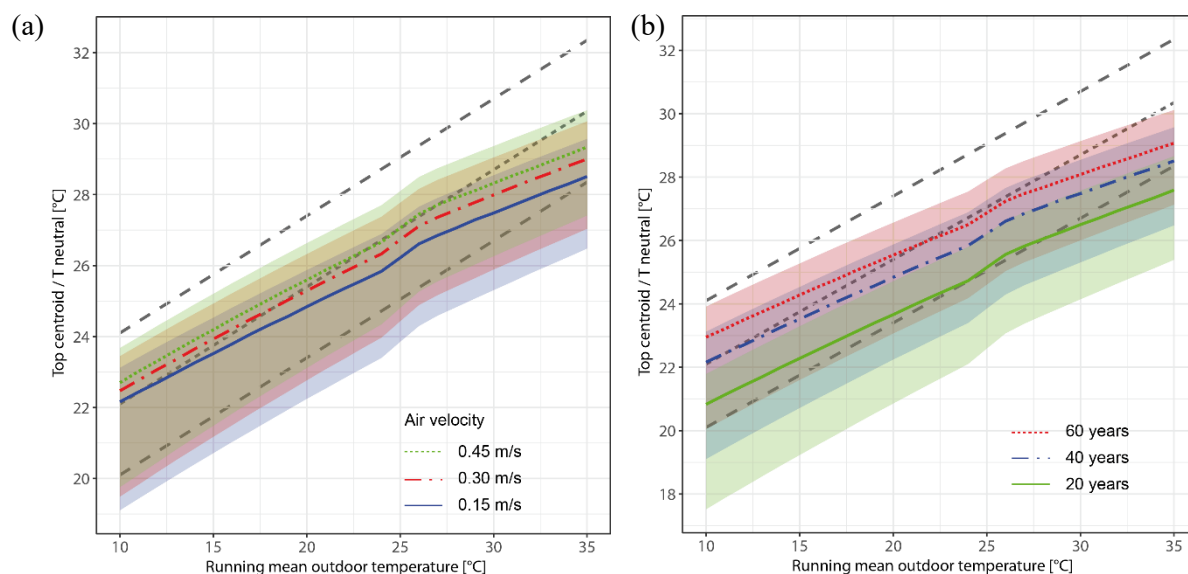 (a)
Top centroid / T neutral [°C]
32
30
28
26
24
22
20
Air velocity
0.45 m/s
0.30 m/s
0.15 m/s
10 15 20 25 30 35
Running mean outdoor temperature [°C]
(b)
Top centroid / T neutral [°C]
32
30
28
26
24
22
20
18
60 years
40 years
20 years
10 15 20 25 30 35
Running mean outdoor temperature [°C]